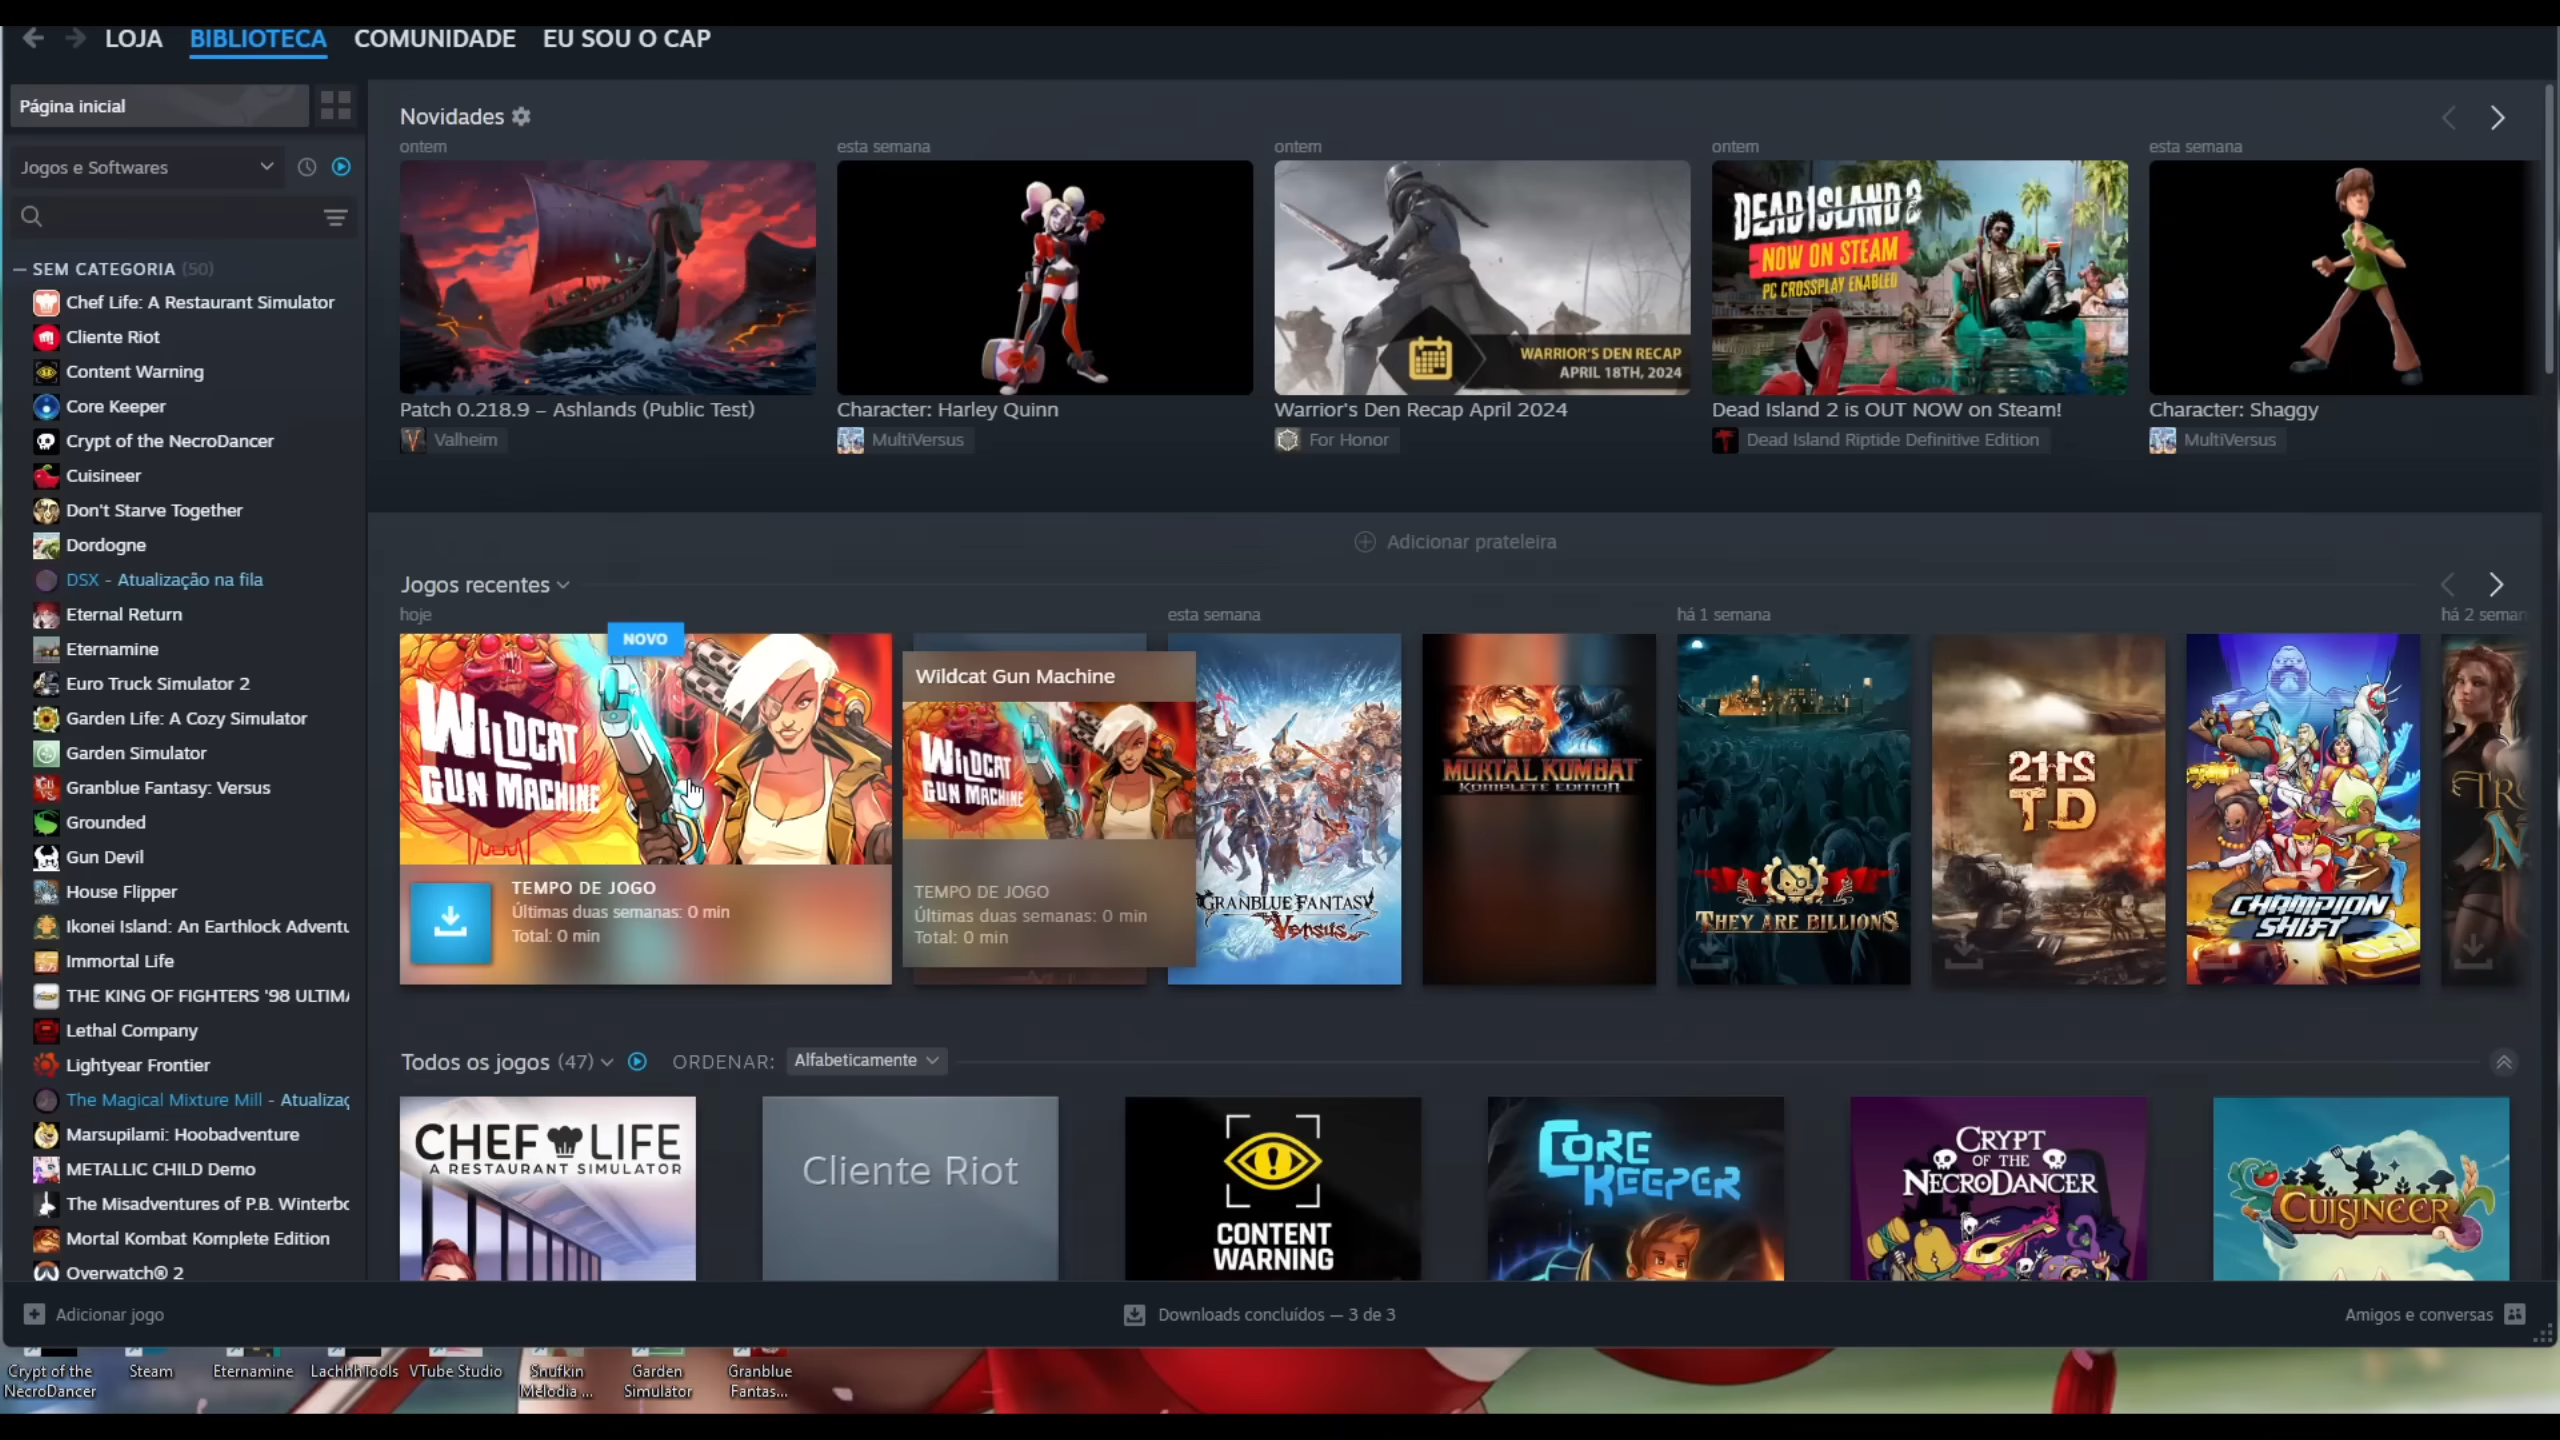 LOJA BIBLIOTECA COMUNIDADE EU SOU O CAP
Página inicial
Jogos e Softwares
SEM CATEGORIA (50)
Chef Life: A Restaurant Simulator
Cliente Riot
Content Warning
Core Keeper
Crypt of the NecroDancer
Cuisineer
Don't Starve Together
Dordogne
DSX - Atualização na fila
Eternal Return
Eternamine
Euro Truck Simulator 2
Garden Life: A Cozy Simulator
Garden Simulator
Granblue Fantasy: Versus
Grounded
Gun Devil
House Flipper
Ikonei Island: An Earthlock Adventu
Immortal Life
THE KING OF FIGHTERS '98 ULTIMA
Lethal Company
Lightyear Frontier
The Magical Mixture Mill - Atualizaç
Marsupilami: Hoobadventure
METALLIC CHILD Demo
The Misadventures of P.B. Winterbo
Mortal Kombat Komplete Edition
Overwatch® 2
Novidades
ontem
esta semana
ontem
ontem
esta semana
WARRIOR'S DEN RECAP
APRIL 18TH, 2024
DEAD ISLAND 2
NOW ON STEAM
PC CROSSPLAY ENABLED
Patch 0.218.9 – Ashlands (Public Test)
Valheim
Character: Harley Quinn
MultiVersus
Warrior's Den Recap April 2024
For Honor
Dead Island 2 is OUT NOW on Steam!
Dead Island Riptide Definitive Edition
Character: Shaggy
MultiVersus
Adicionar prateleira
Jogos recentes
hoje
esta semana
há 1 semana
há 2 seman
NOVO
WILDCAT
GUN MACHINE
TEMPO DE JOGO
Últimas duas semanas: 0 min
Total: 0 min
Wildcat Gun Machine
WILDCAT
GUN MACHINE
TEMPO DE JOGO
Últimas duas semanas: 0 min
Total: 0 min
GRANBLUE FANTASY
Versus
MORTAL KOMBAT
KOMPLETE EDITION
THEY ARE BILLIONS
2112
TD
CHAMPION
SHIFT
Todos os jogos (47)
ORDENAR: Alfabeticamente
CHEF LIFE
A RESTAURANT SIMULATOR
Cliente Riot
CONTENT
WARNING
CORE
KEEPER
CRYPT
OF THE
NECRODANCER
CUISINEER
Adicionar jogo
Downloads concluídos — 3 de 3
Amigos e conversas
Crypt of the
NecroDancer
Steam
Eternamine
LachhhTools
VTube Studio
Snufkin
Melodia ...
Garden
Simulator
Granblue
Fantas...